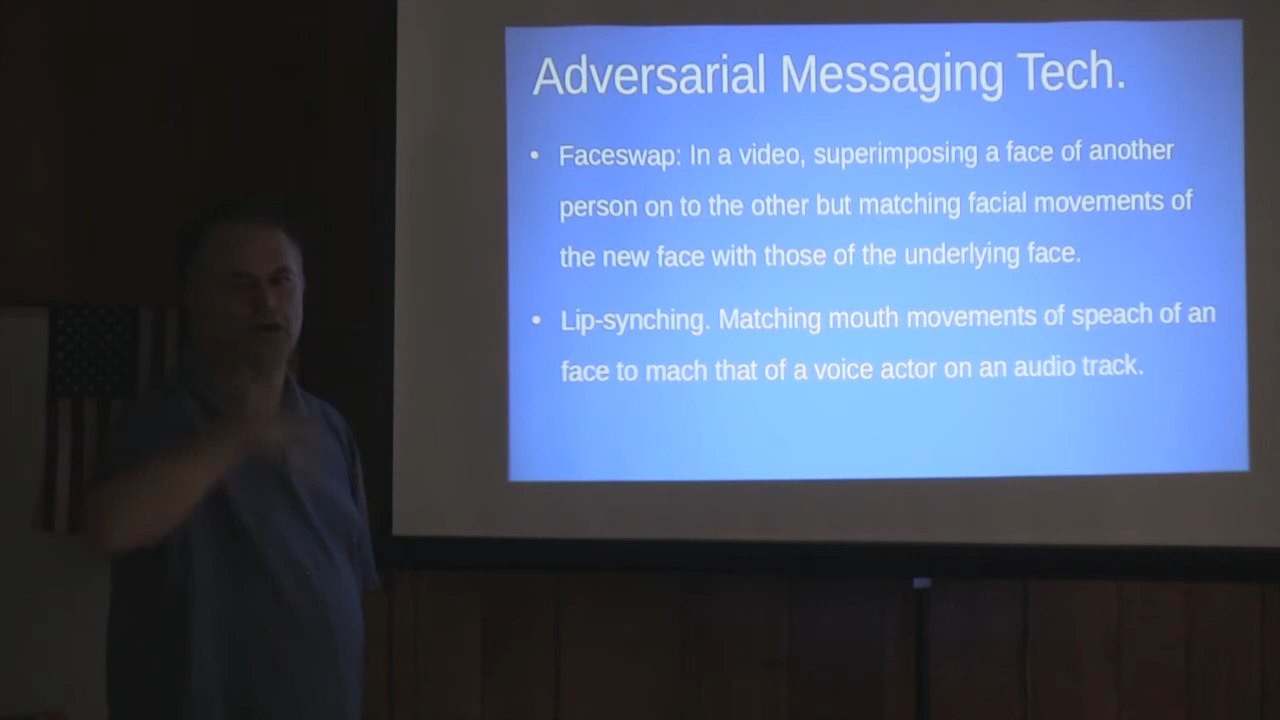 Adversarial Messaging Tech.
• Faceswap: In a video, superimposing a face of another
person on to the other but matching facial movements of
the new face with those of the underlying face.
• Lip-synching. Matching mouth movements of speach of an
face to mach that of a voice actor on an audio track.